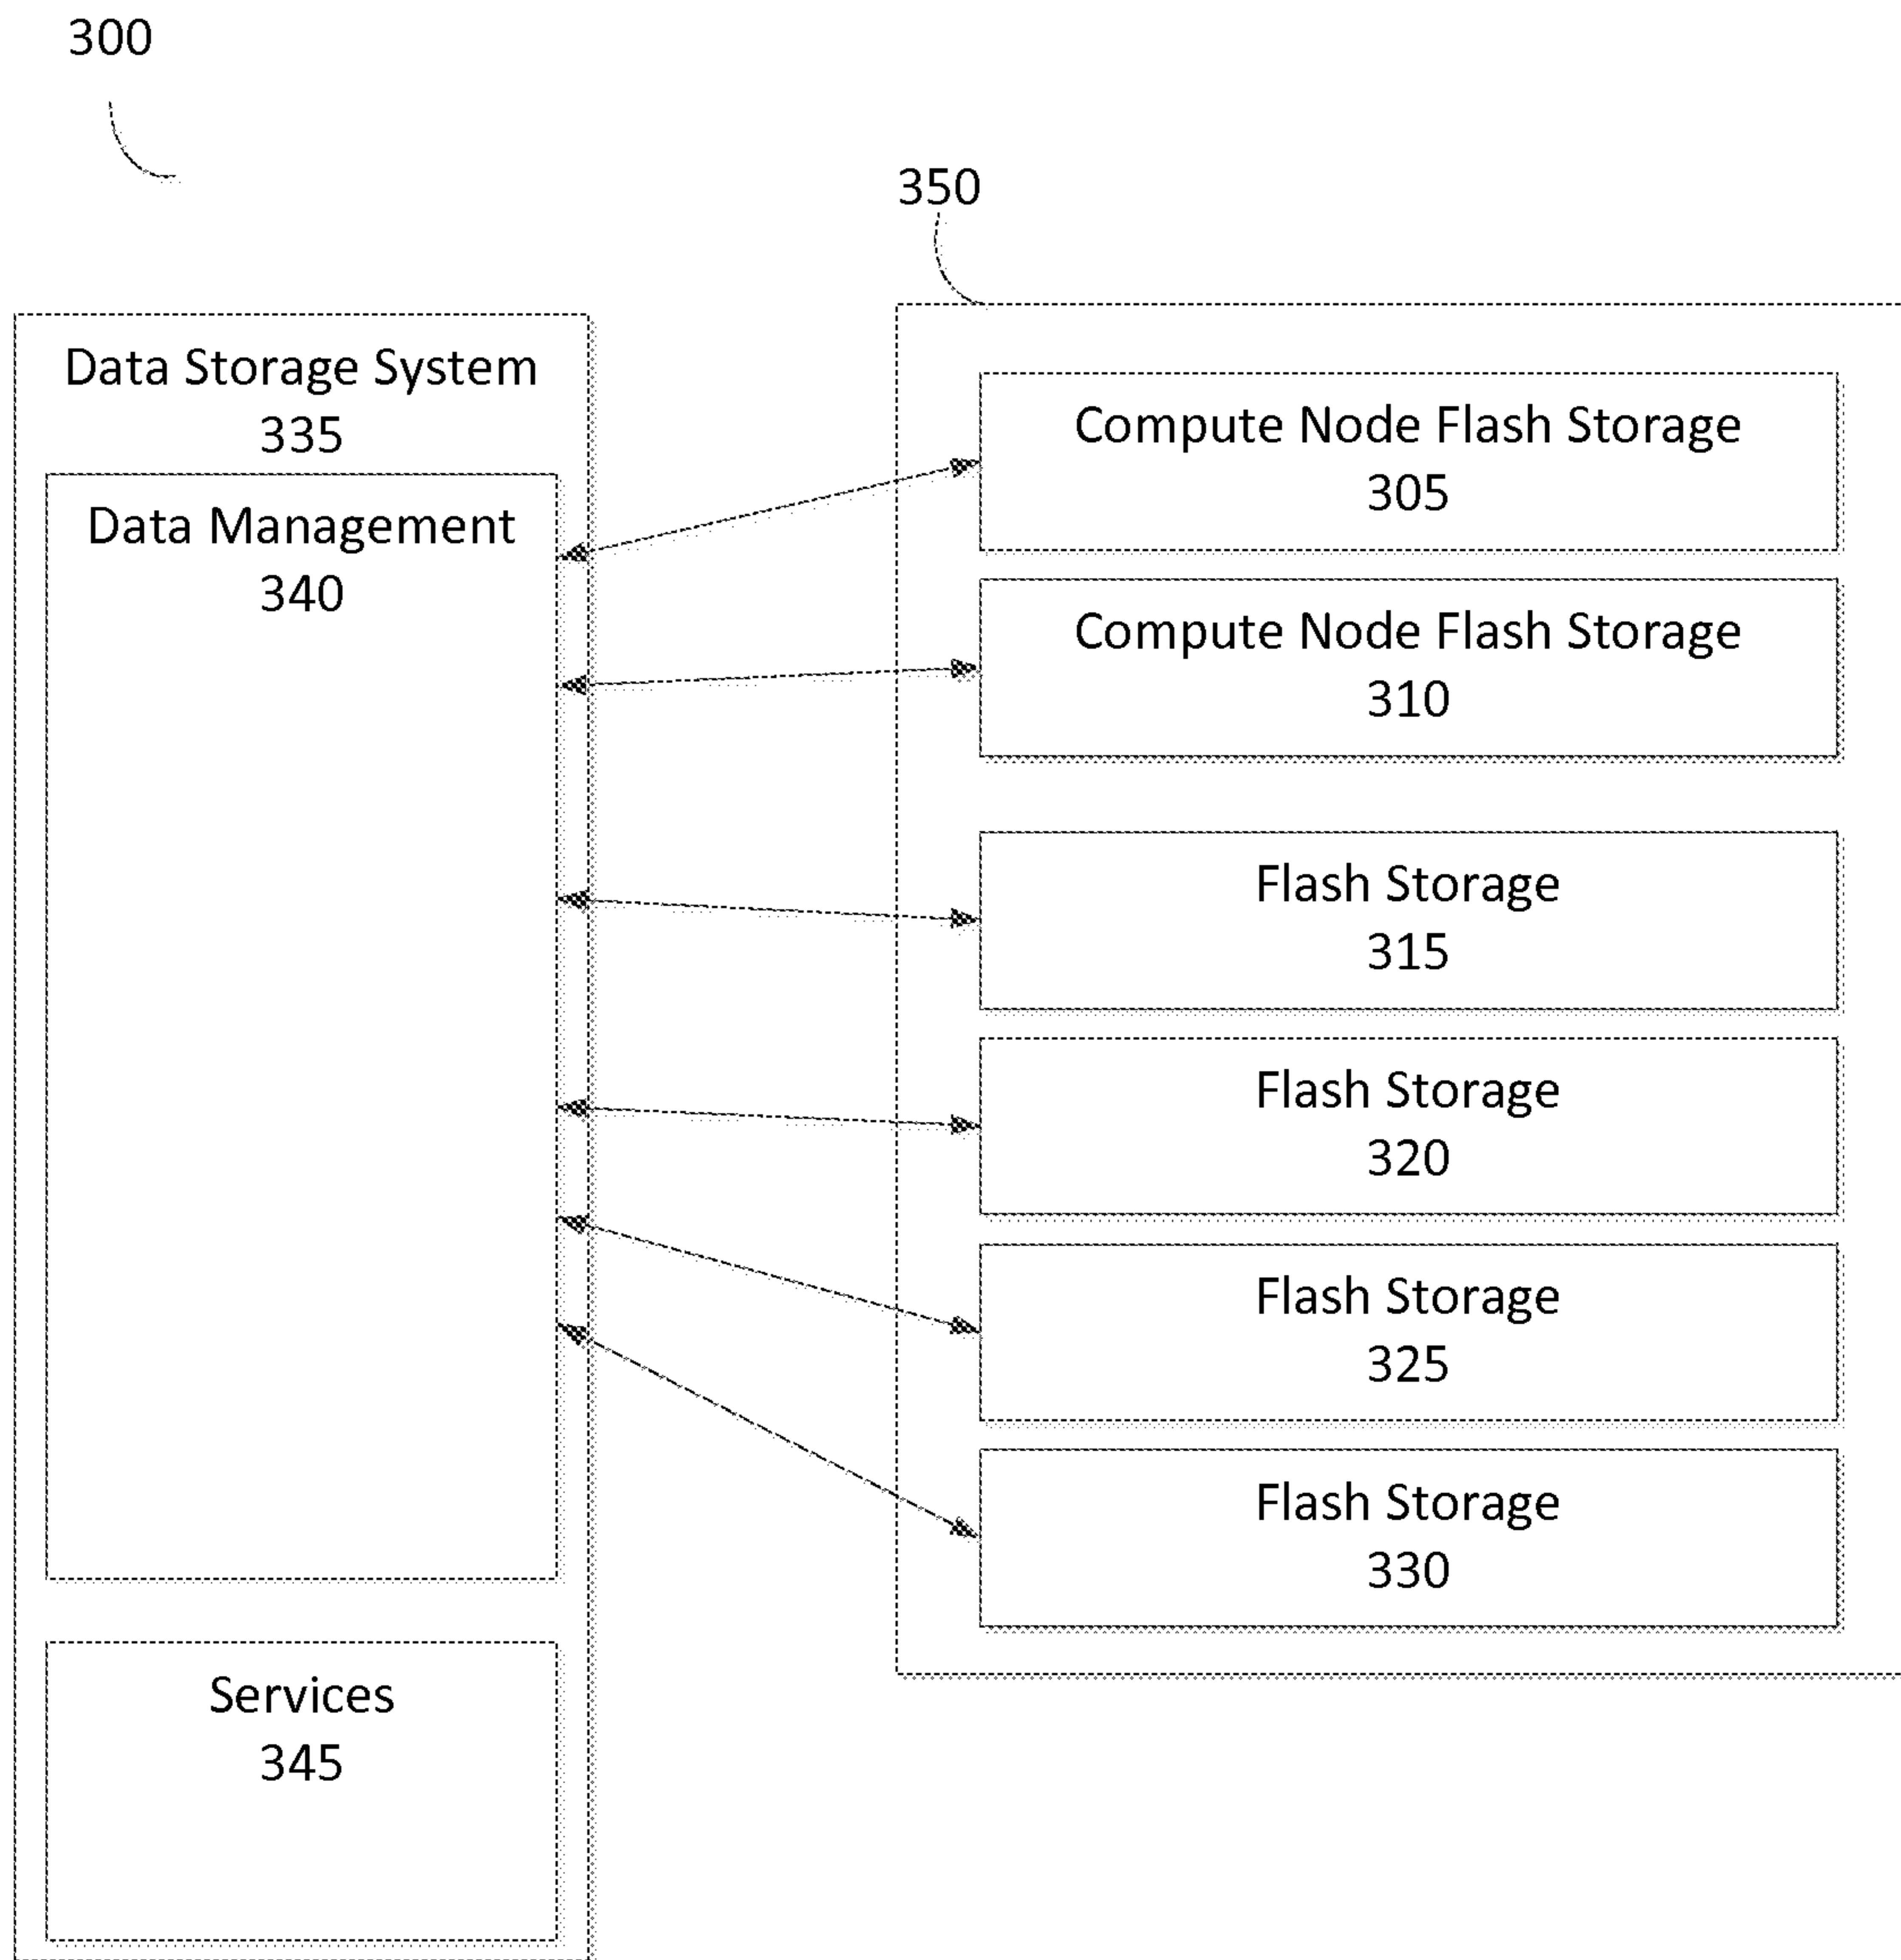 300
350
Data Storage System
335
Data Management
340
Services
345
Compute Node Flash Storage
305
Compute Node Flash Storage
310
Flash Storage
315
Flash Storage
320
Flash Storage
325
Flash Storage
330